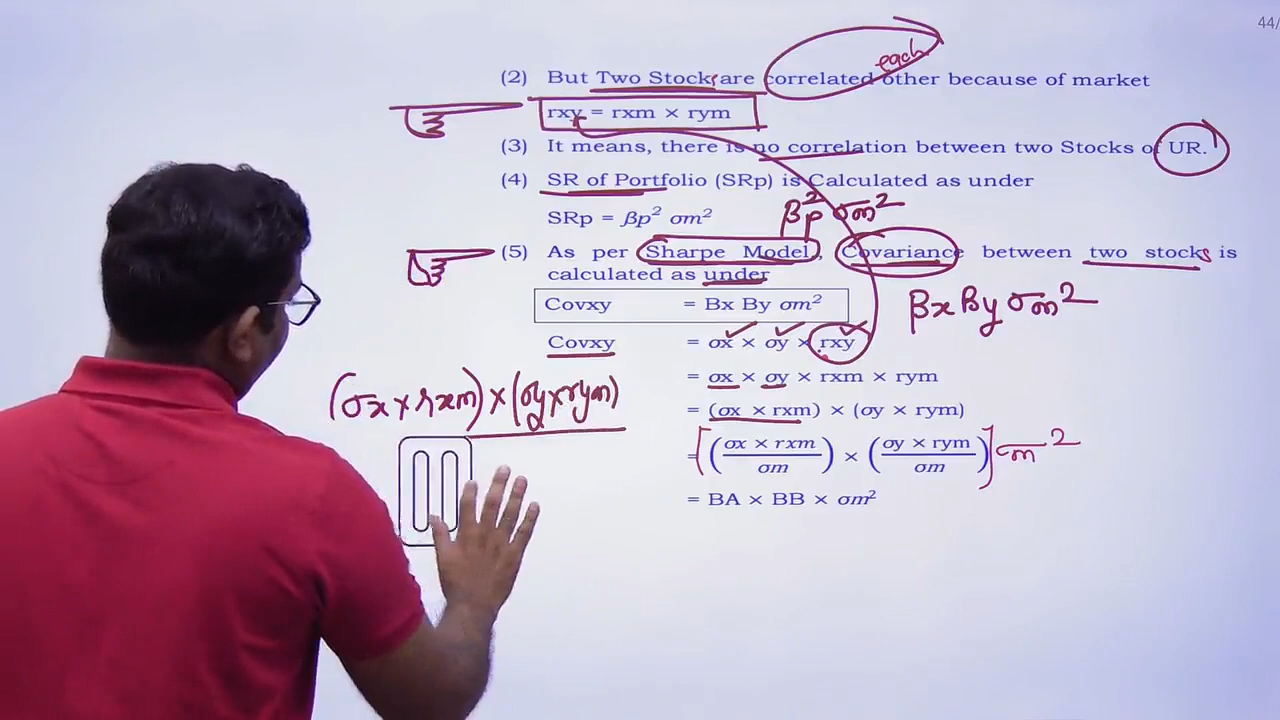 44/
(2) But Two Stocks are correlated each other because of market
rxy = rxm × rym
(3) It means, there is no correlation between two Stocks of UR.
(4) SR of Portfolio (SRp) is Calculated as under
SRp = βp² σm²
βp² σm²
(5) As per Sharpe Model, Covariance between two stocks is
calculated as under
Covxy = Bx By σm²
βx βy σm²
Covxy = σx × σy × rxy
= σx × σy × rxm × rym
(σx × rxm) × (σy × rym)
= (σx × rxm) × (σy × rym)
= [(σx × rxm / σm) × (σy × rym / σm)] σm²
= BA × BB × σm²